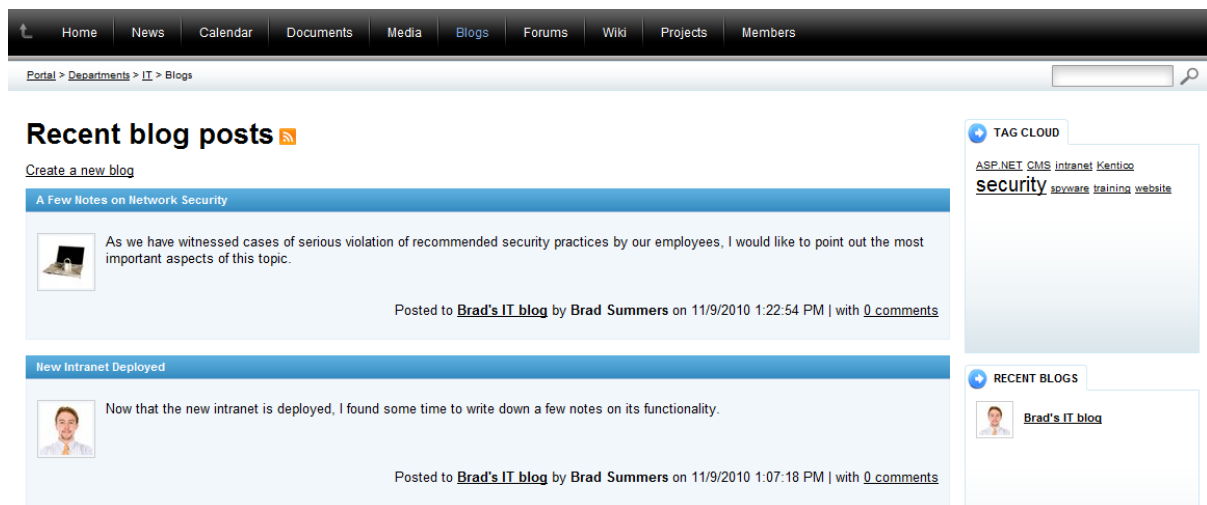 Home News Calendar Documents Media Blogs Forums Wiki Projects Members
Portal > Departments > IT > Blogs
Recent blog posts
Create a new blog
A Few Notes on Network Security
As we have witnessed cases of serious violation of recommended security practices by our employees, I would like to point out the most
important aspects of this topic.
Posted to Brad's IT blog by Brad Summers on 11/9/2010 1:22:54 PM | with 0 comments
New Intranet Deployed
Now that the new intranet is deployed, I found some time to write down a few notes on its functionality.
Posted to Brad's IT blog by Brad Summers on 11/9/2010 1:07:18 PM | with 0 comments
TAG CLOUD
ASP.NET CMS intranet Kentico
security spyware training website
RECENT BLOGS
Brad's IT blog